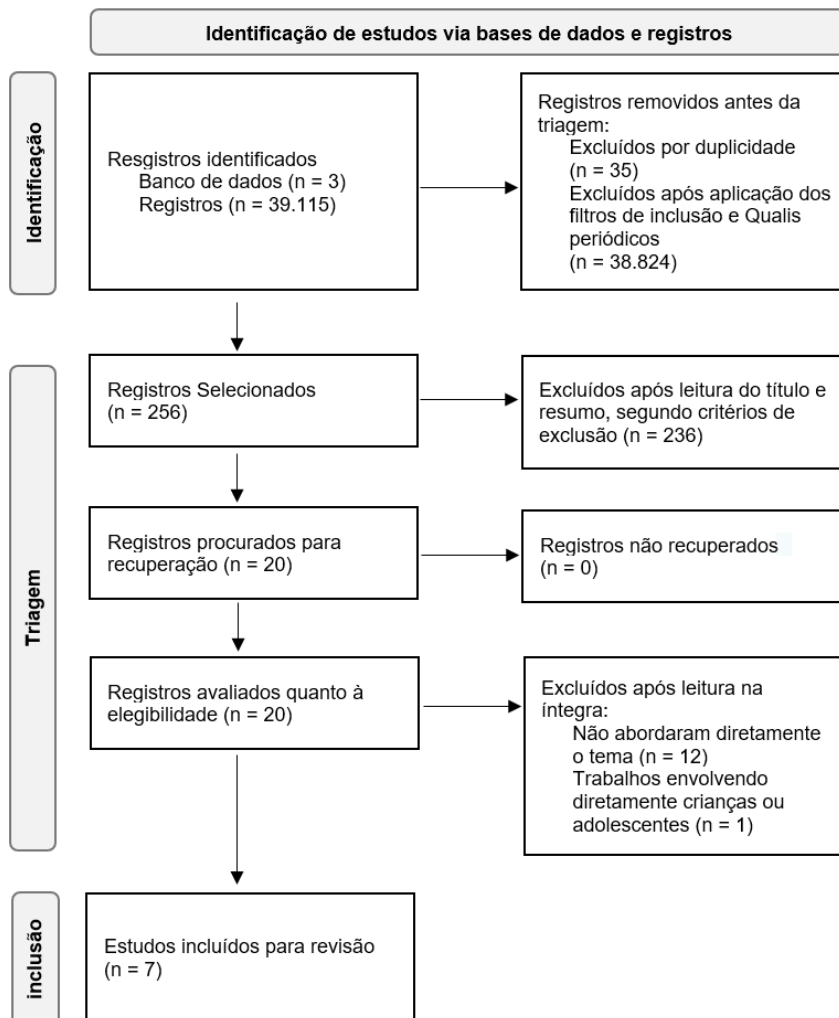 Identificação de estudos via bases de dados e registros
Identificação
Resgistros identificados
Banco de dados (n = 3)
Registros (n = 39.115)
Registros removidos antes da
triagem:
Excluídos por duplicidade
(n = 35)
Excluídos após aplicação dos
filtros de inclusão e Qualis
periódicos
(n = 38.824)
Triagem
Registros Selecionados
(n = 256)
Excluídos após leitura do título e
resumo, segundo critérios de
exclusão (n = 236)
Registros procurados para
recuperação (n = 20)
Registros não recuperados
(n = 0)
Registros avaliados quanto à
elegibilidade (n = 20)
Excluídos após leitura na
íntegra:
Não abordaram diretamente
o tema (n = 12)
Trabalhos envolvendo
diretamente crianças ou
adolescentes (n = 1)
inclusão
Estudos incluídos para revisão
(n = 7)